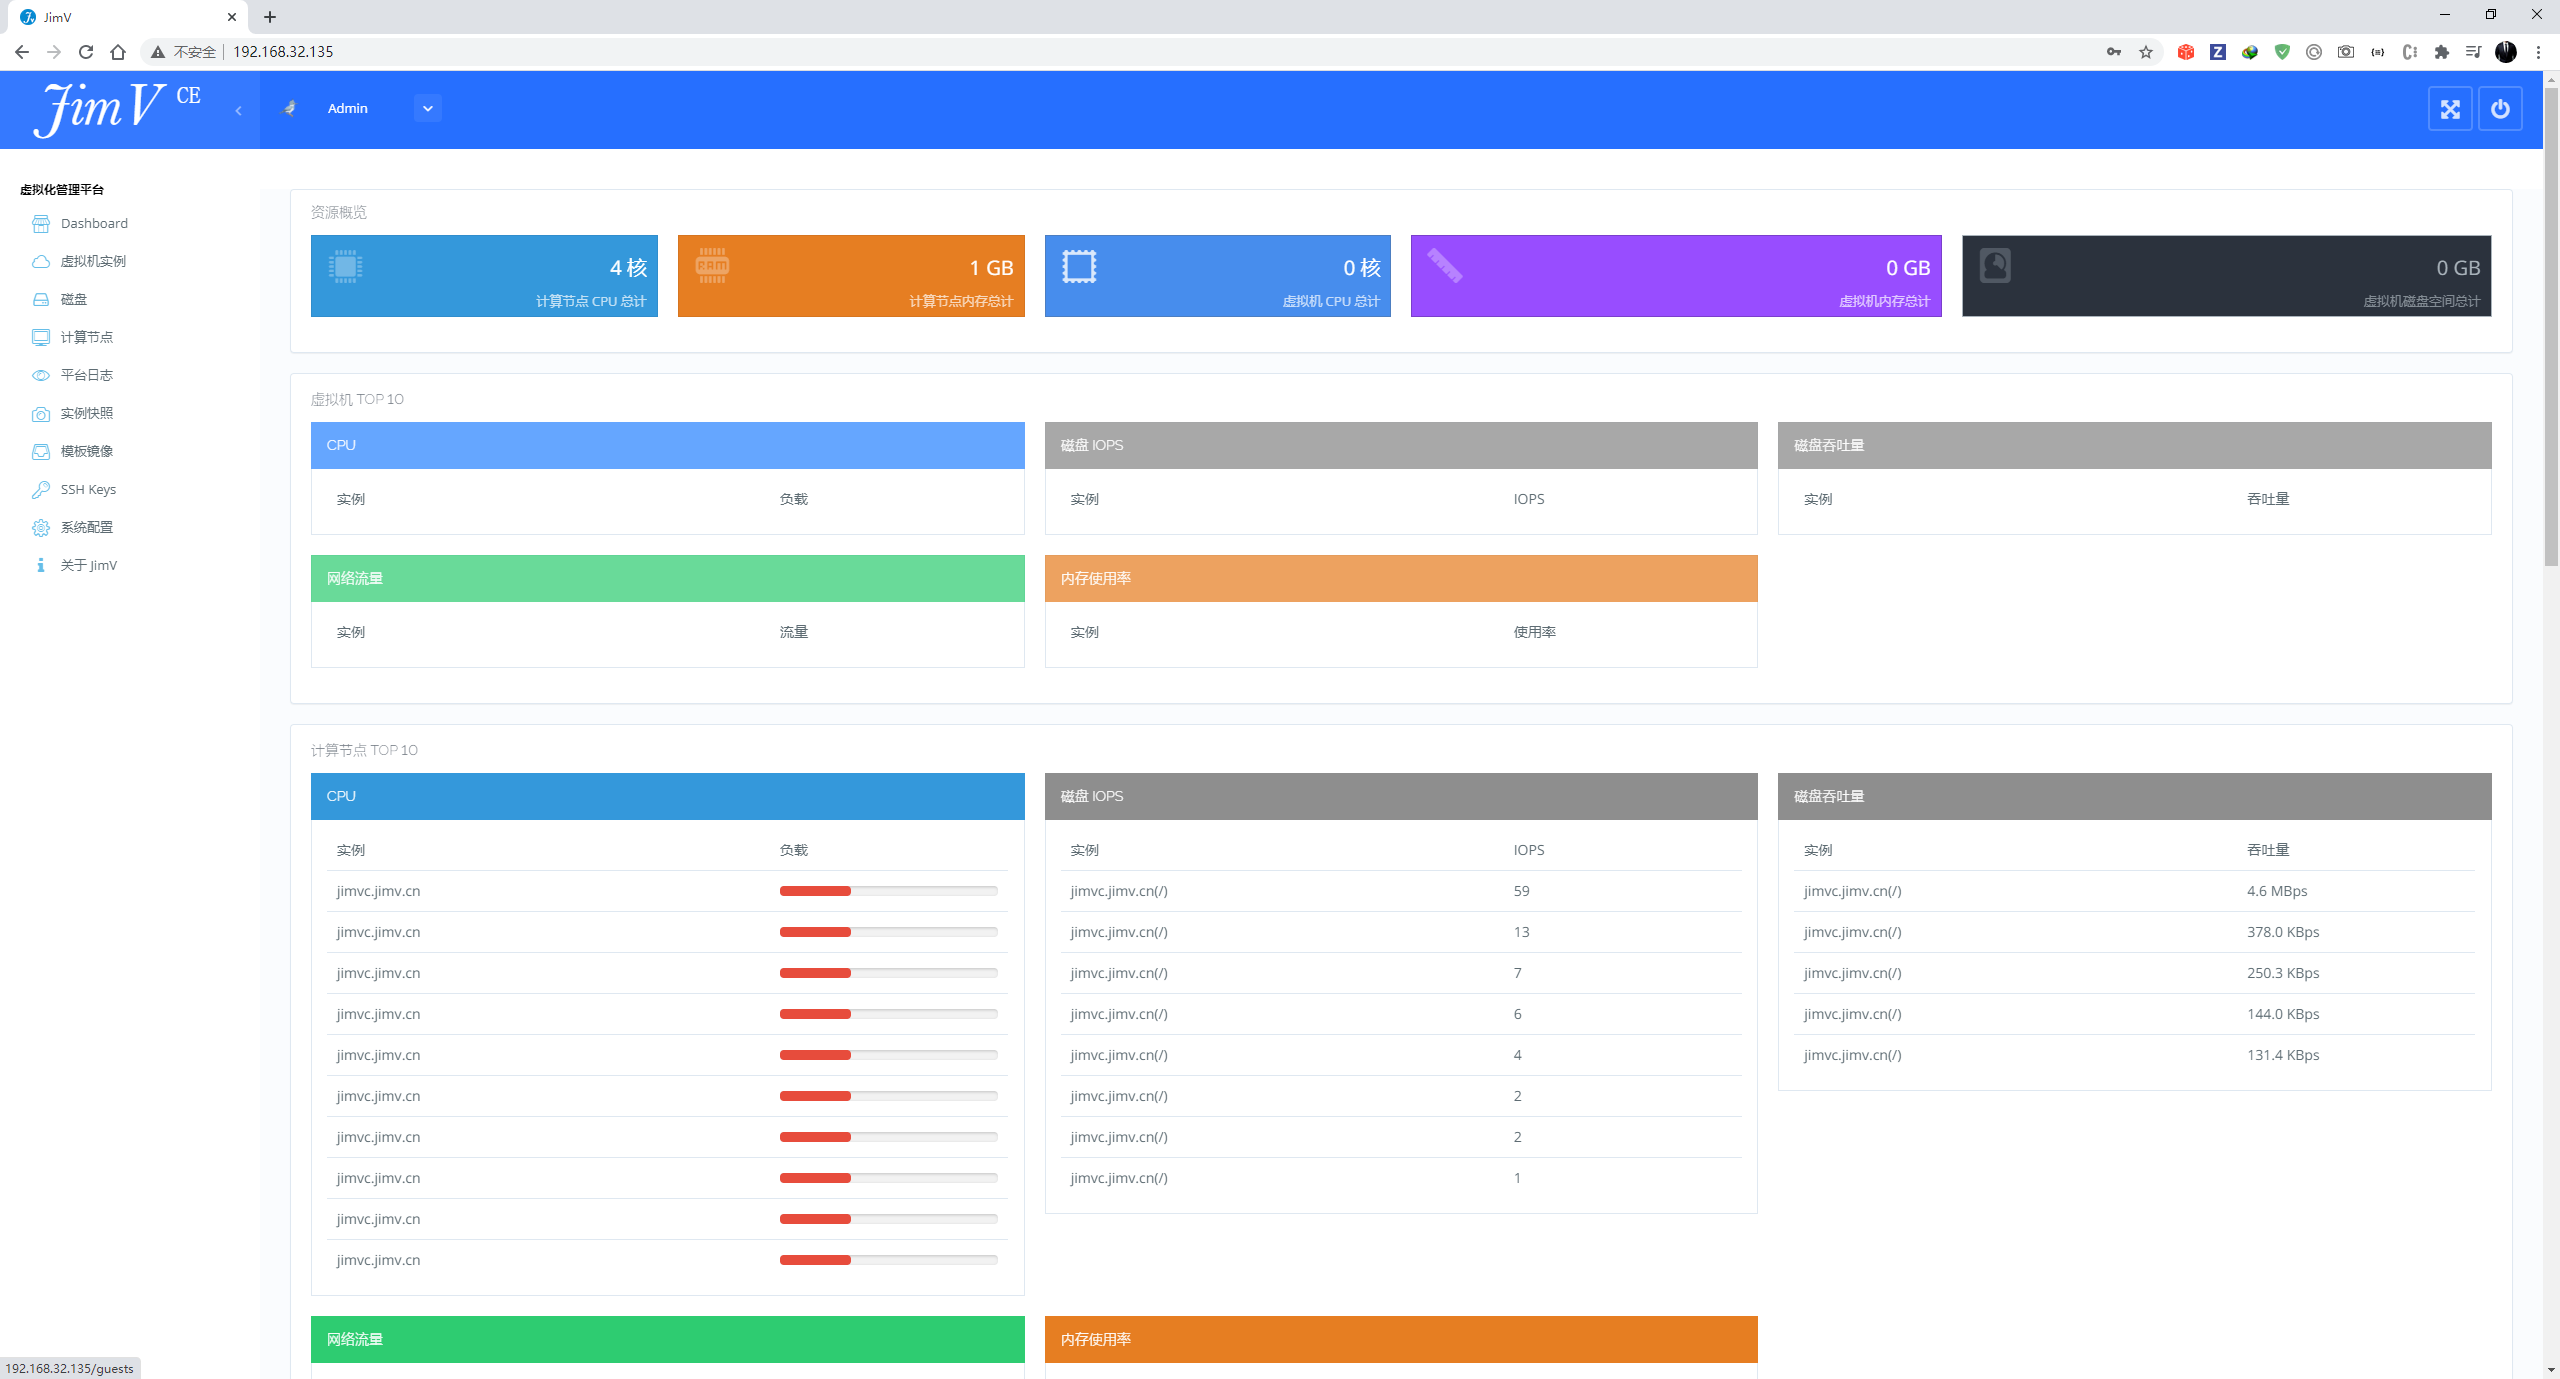 JimV
不安全 192.168.32.135
JimV CE
Admin
虚拟化管理平台
Dashboard
虚拟机实例
磁盘
计算节点
平台日志
实例快照
模板镜像
SSH Keys
系统配置
关于 JimV
资源概览
4 核
计算节点 CPU 总计
RAM
1 GB
计算节点内存总计
0 核
虚拟机 CPU 总计
0 GB
虚拟机内存总计
0 GB
虚拟机磁盘空间总计
虚拟机 TOP 10
CPU
实例 负载
磁盘 IOPS
实例 IOPS
磁盘吞吐量
实例 吞吐量
网络流量
实例 流量
内存使用率
实例 使用率
计算节点 TOP 10
CPU
实例 负载
jimvc.jimv.cn
jimvc.jimv.cn
jimvc.jimv.cn
jimvc.jimv.cn
jimvc.jimv.cn
jimvc.jimv.cn
jimvc.jimv.cn
jimvc.jimv.cn
jimvc.jimv.cn
jimvc.jimv.cn
磁盘 IOPS
实例 IOPS
jimvc.jimv.cn(/) 59
jimvc.jimv.cn(/) 13
jimvc.jimv.cn(/) 7
jimvc.jimv.cn(/) 6
jimvc.jimv.cn(/) 4
jimvc.jimv.cn(/) 2
jimvc.jimv.cn(/) 2
jimvc.jimv.cn(/) 1
磁盘吞吐量
实例 吞吐量
jimvc.jimv.cn(/) 4.6 MBps
jimvc.jimv.cn(/) 378.0 KBps
jimvc.jimv.cn(/) 250.3 KBps
jimvc.jimv.cn(/) 144.0 KBps
jimvc.jimv.cn(/) 131.4 KBps
网络流量
内存使用率
192.168.32.135/guests